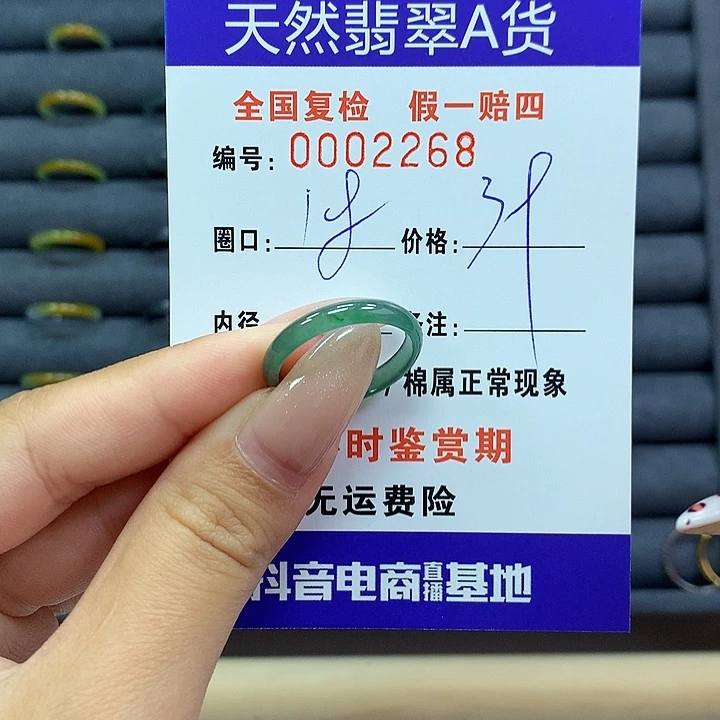 天然翡翠A货
全国复检 假一赔四
编号: 0002268
圈口: 价格:
内径 注:
棉属正常现象
时鉴赏期
无运费险
抖音电商直播基地